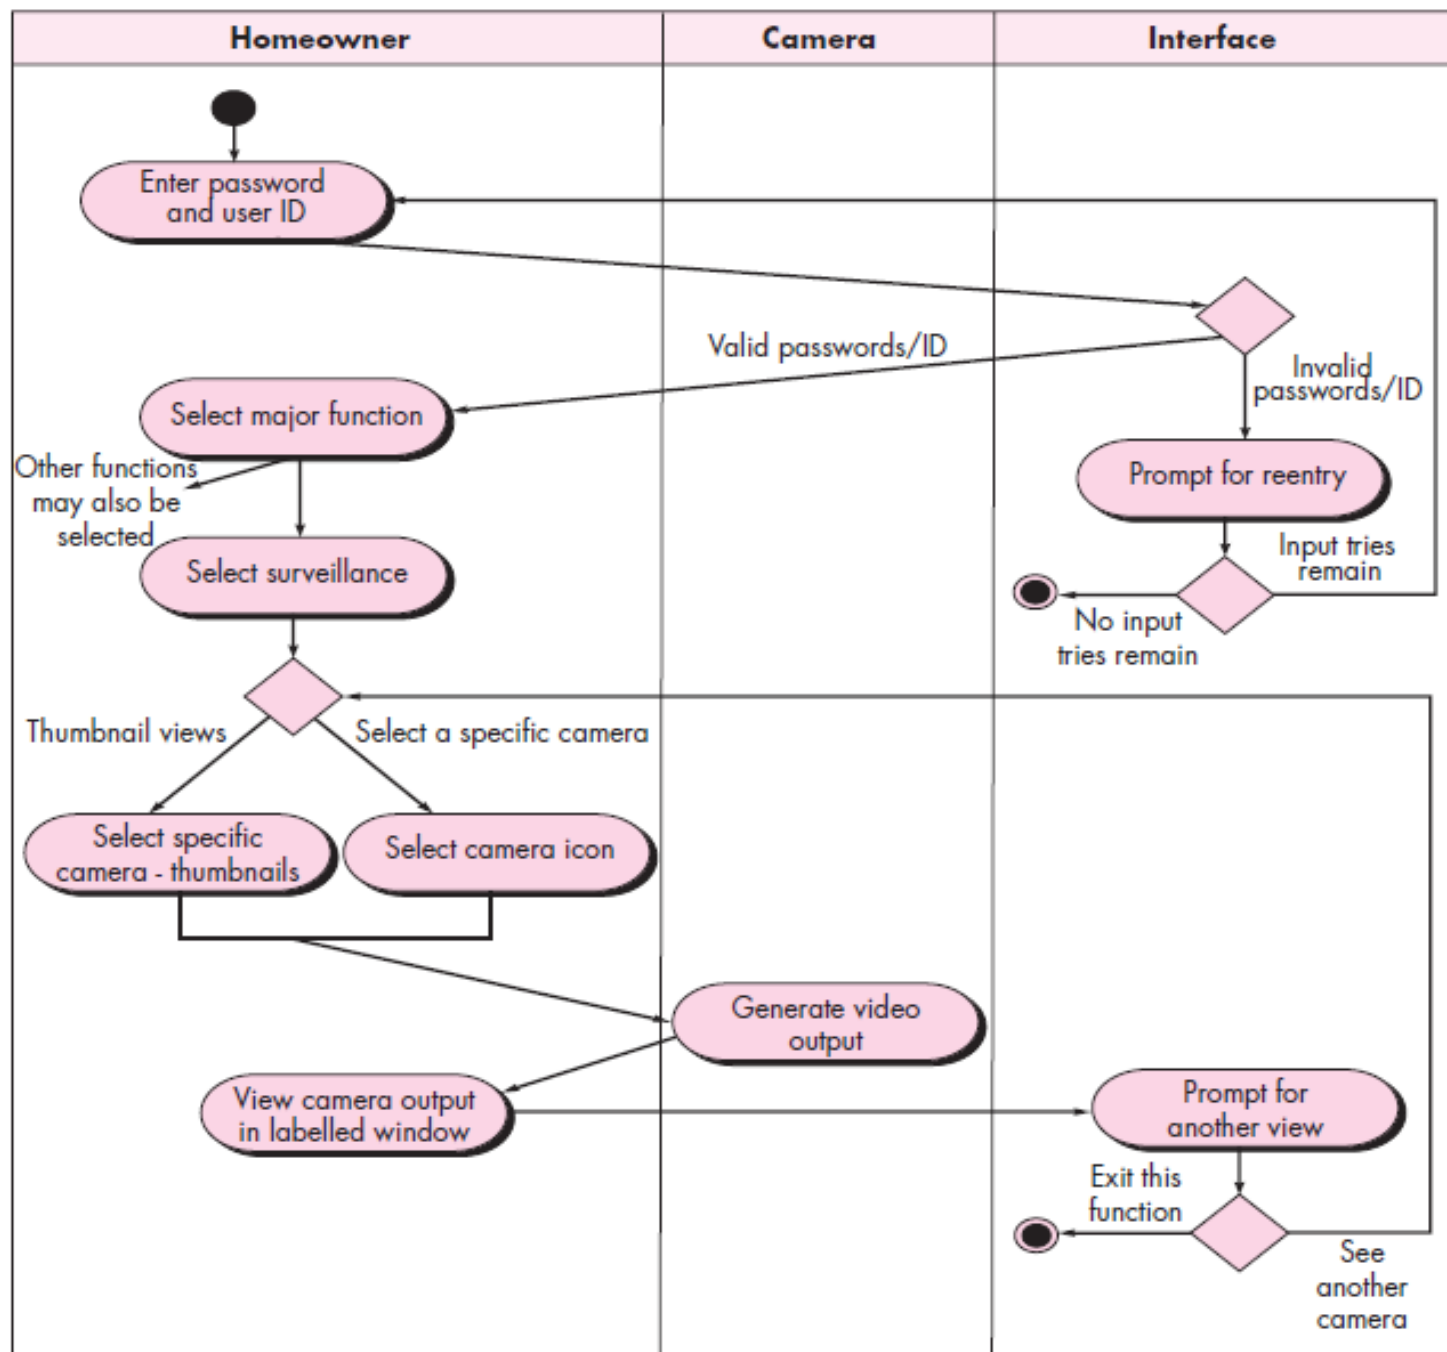 Homeowner
Camera
Interface
Enter password
and user ID
Valid passwords/ID
Invalid
passwords/ID
Select major function
Other functions
may also be
selected
Prompt for reentry
Input tries
remain
No input
tries remain
Select surveillance
Thumbnail views
Select a specific camera
Select specific
camera - thumbnails
Select camera icon
Generate video
output
View camera output
in labelled window
Prompt for
another view
Exit this
function
See
another
camera